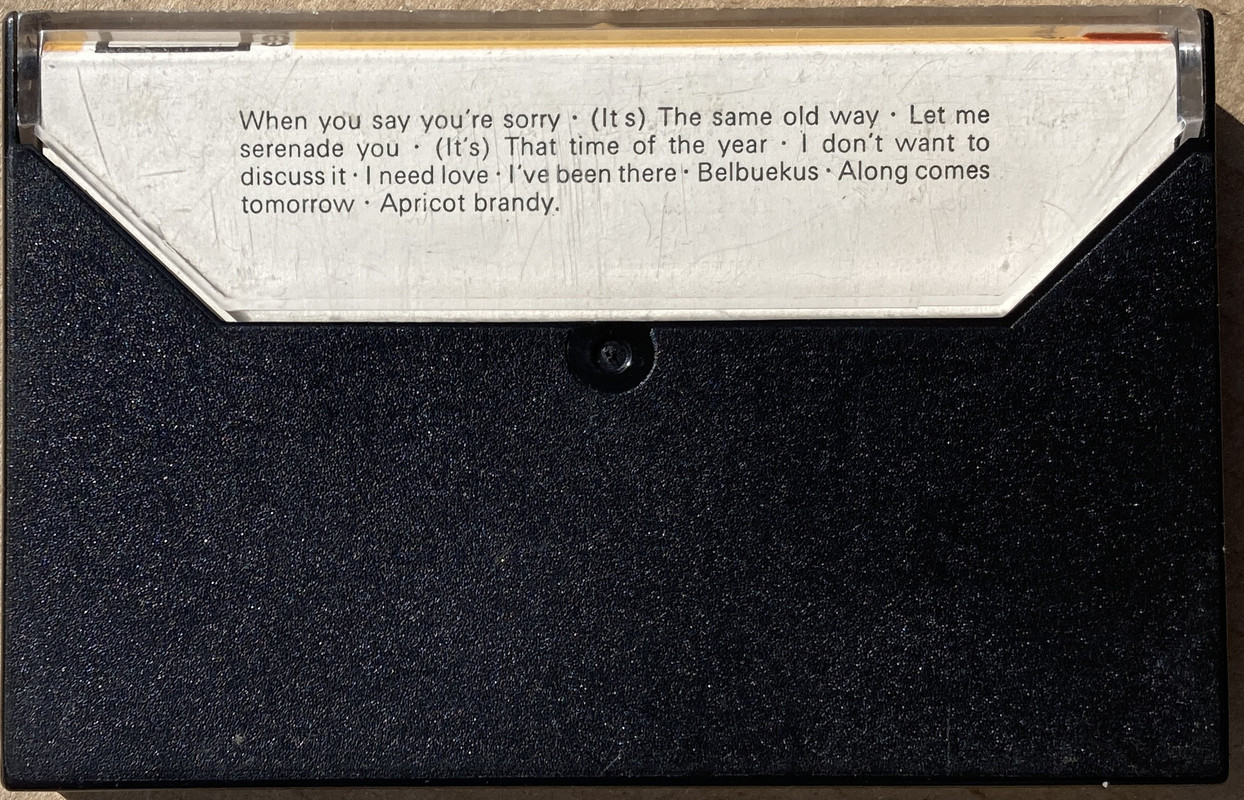 When you say you're sorry · (It s) The same old way · Let me
serenade you · (It's) That time of the year · I don't want to
discuss it · I need love · I've been there · Belbuekus · Along comes
tomorrow · Apricot brandy.